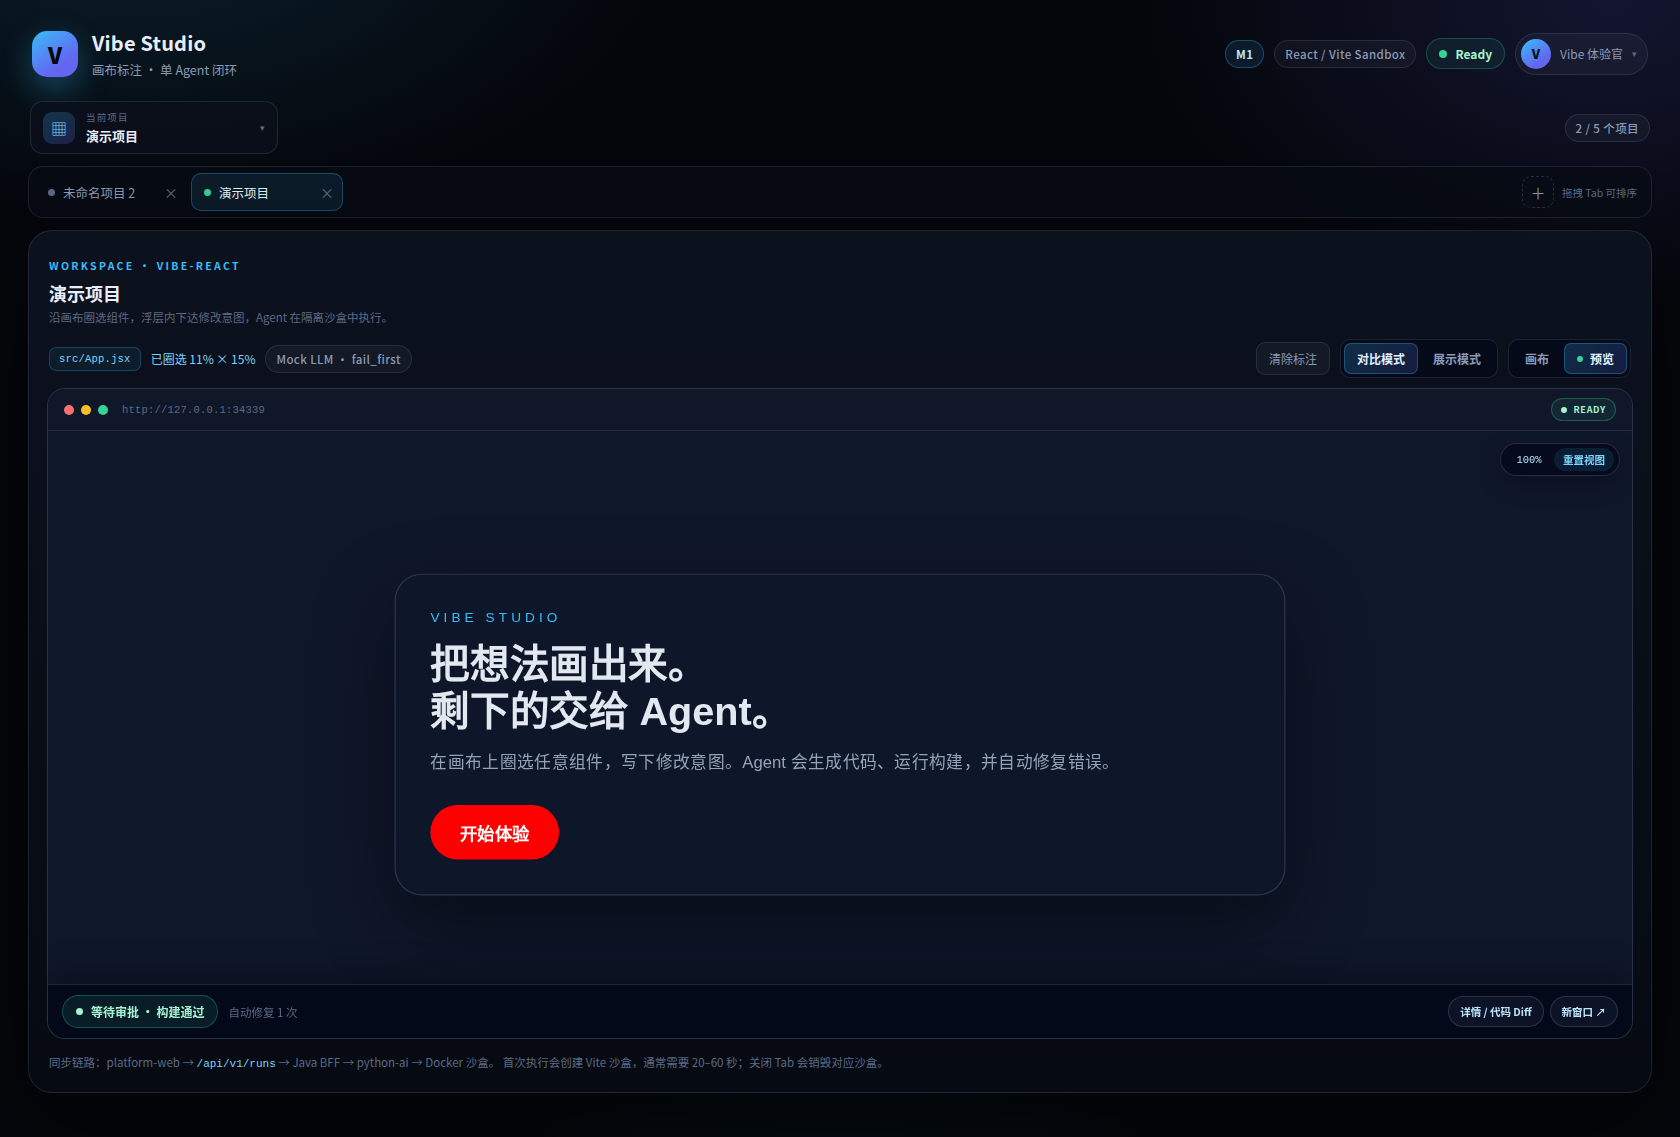 V
Vibe Studio
画布标注 · 单 Agent 闭环
M1
React / Vite Sandbox
Ready
V
Vibe 体验官
当前项目
演示项目
2 / 5 个项目
未命名项目 2
演示项目
拖拽 Tab 可排序
WORKSPACE · VIBE-REACT
演示项目
沿画布圈选组件，浮层内下达修改意图，Agent 在隔离沙盒中执行。
src/App.jsx
已圈选 11% × 15%
Mock LLM · fail_first
清除标注
对比模式
展示模式
画布
预览
http://127.0.0.1:34339
READY
100%
重置视图
VIBE STUDIO
把想法画出来。
剩下的交给 Agent。
在画布上圈选任意组件，写下修改意图。Agent 会生成代码、运行构建，并自动修复错误。
开始体验
等待审批 · 构建通过
自动修复 1 次
详情 / 代码 Diff
新窗口 ↗
同步链路：platform-web → /api/v1/runs → Java BFF → python-ai → Docker 沙盒。 首次执行会创建 Vite 沙盒，通常需要 20–60 秒；关闭 Tab 会销毁对应沙盒。